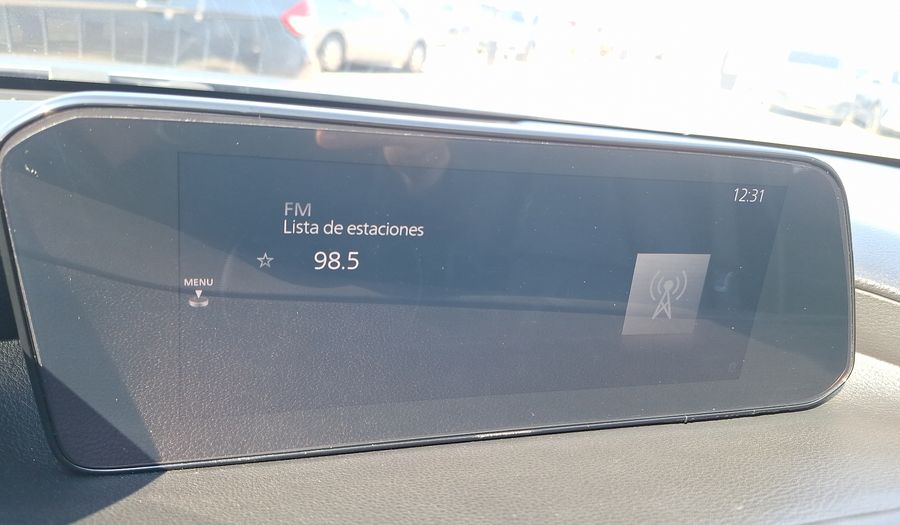 12:31
FM
Lista de estaciones
98.5
MENU